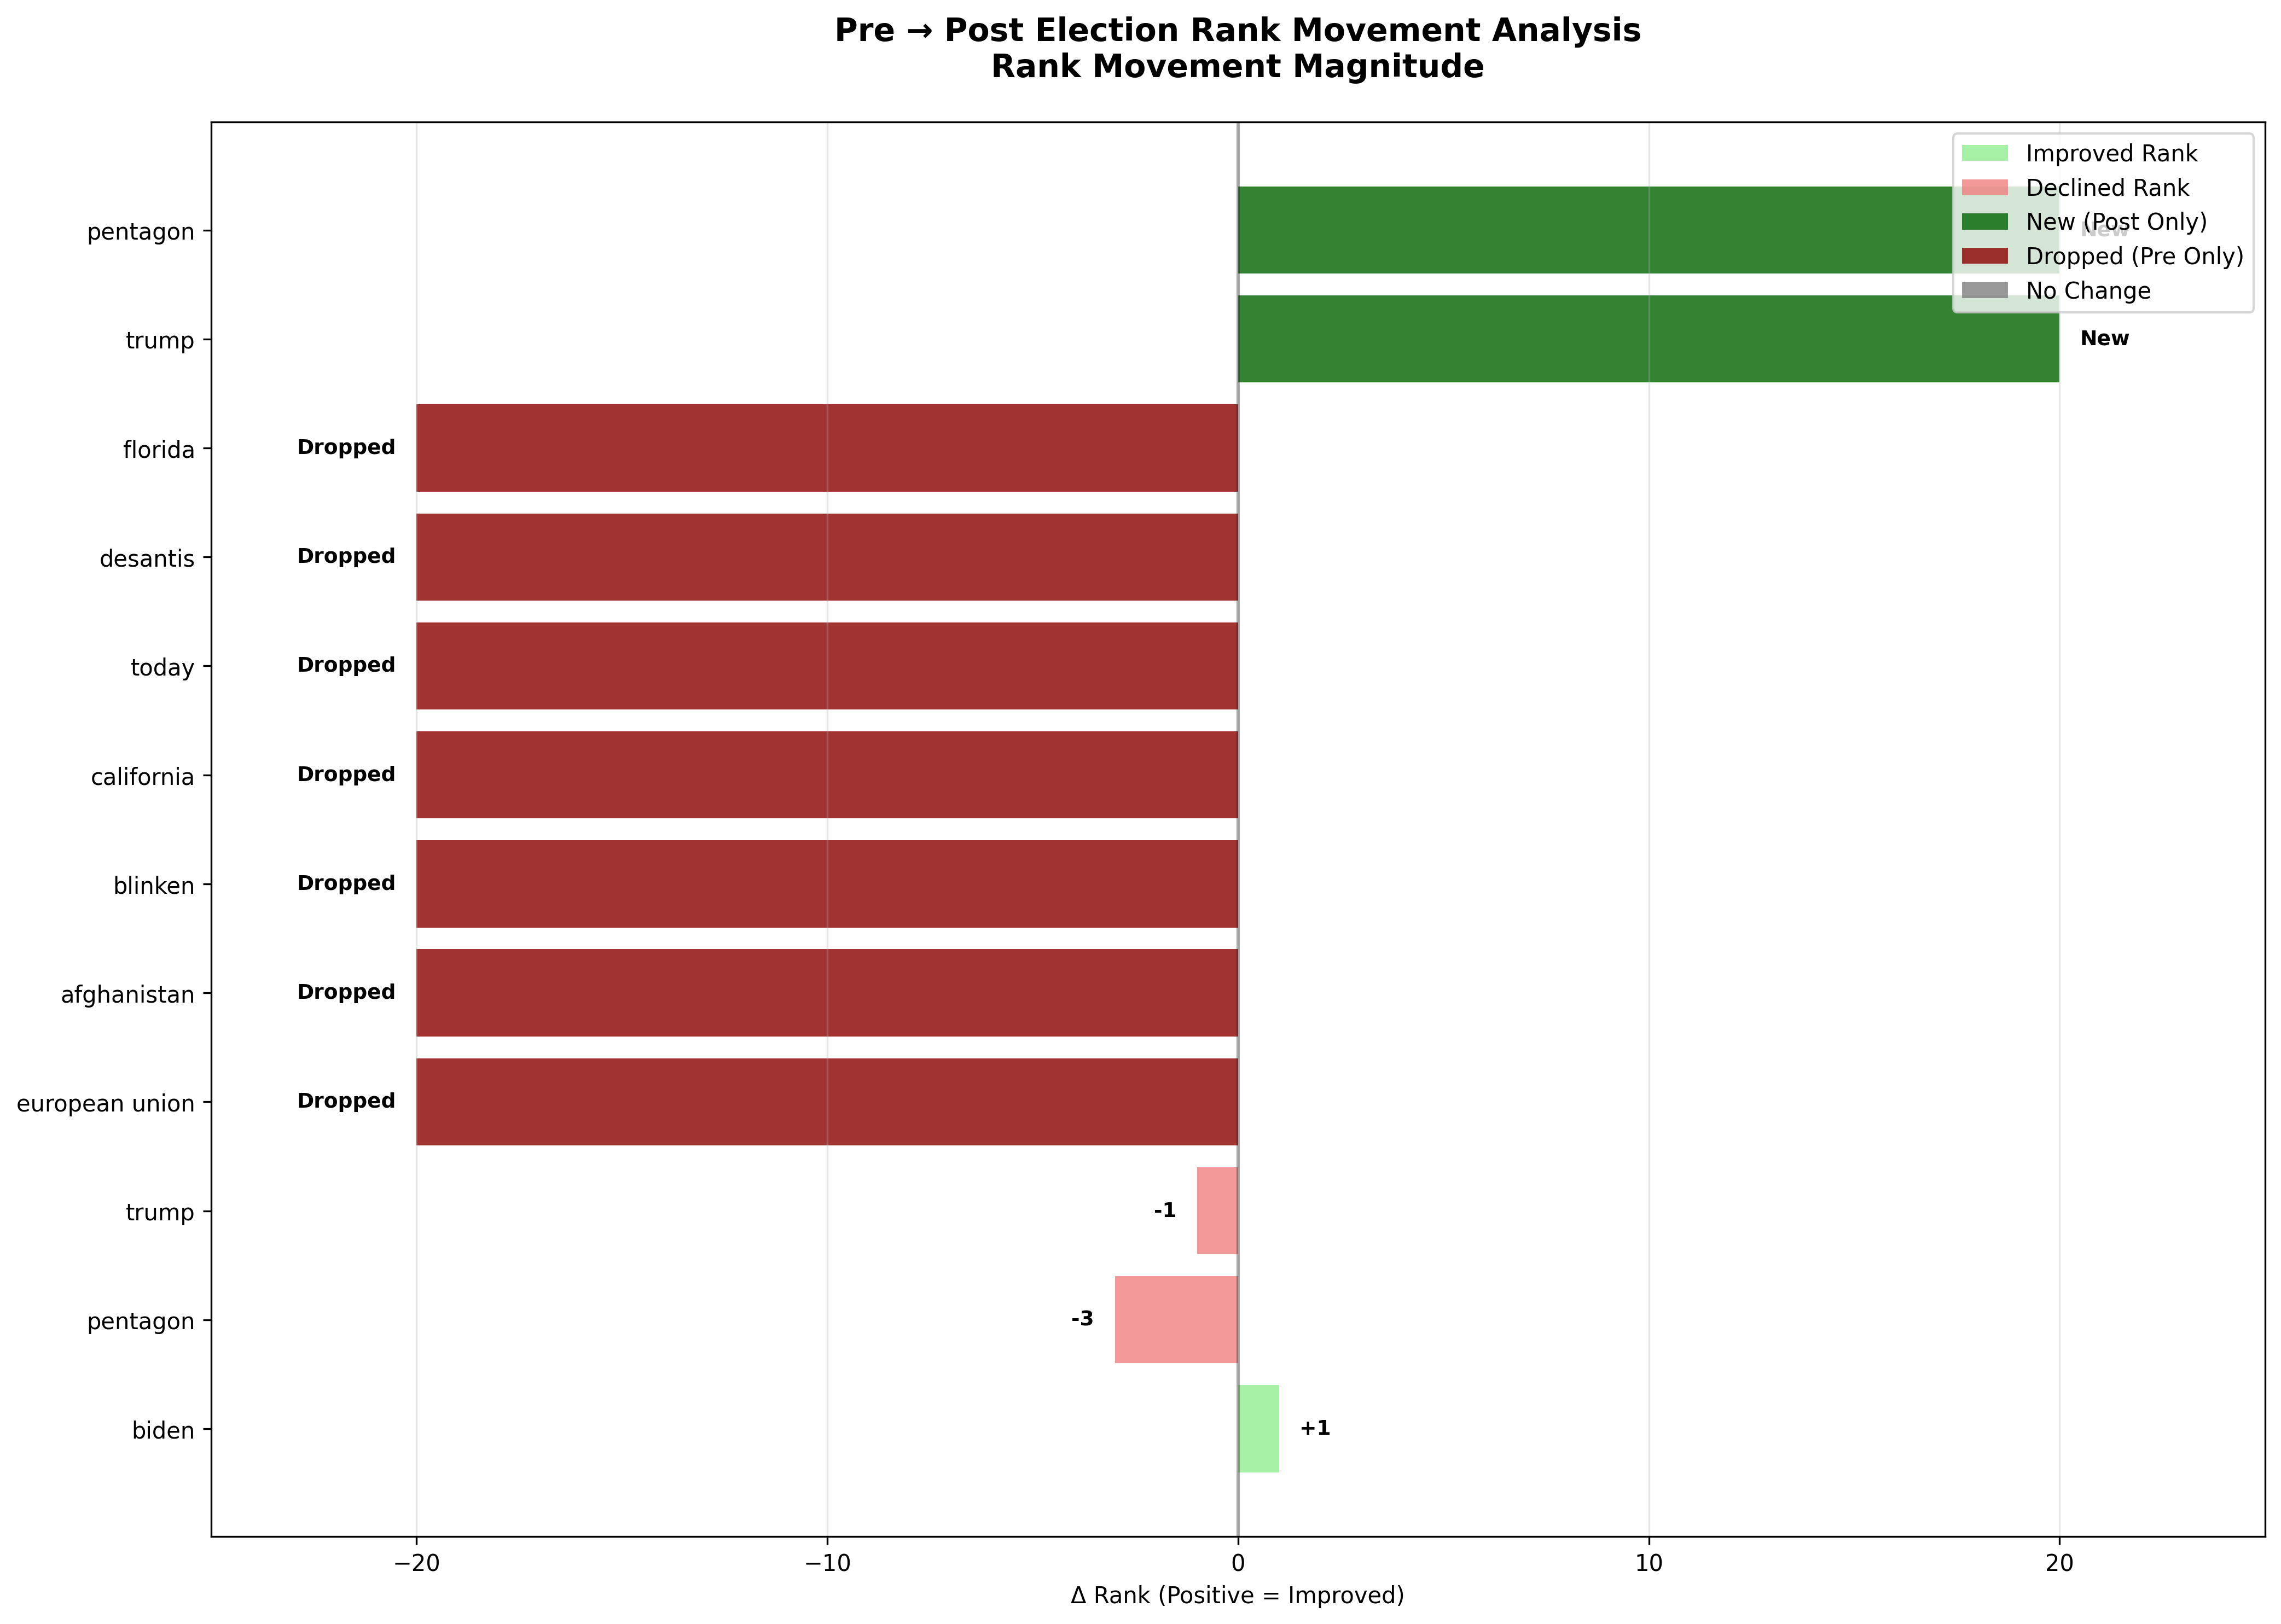 Pre → Post Election Rank Movement Analysis
Rank Movement Magnitude
Improved Rank
Declined Rank
New (Post Only)
Dropped (Pre Only)
No Change
pentagon
New
trump
New
florida
Dropped
desantis
Dropped
today
Dropped
california
Dropped
blinken
Dropped
afghanistan
Dropped
european union
Dropped
trump
-1
pentagon
-3
biden
+1
−20
−10
0
10
20
Δ Rank (Positive = Improved)